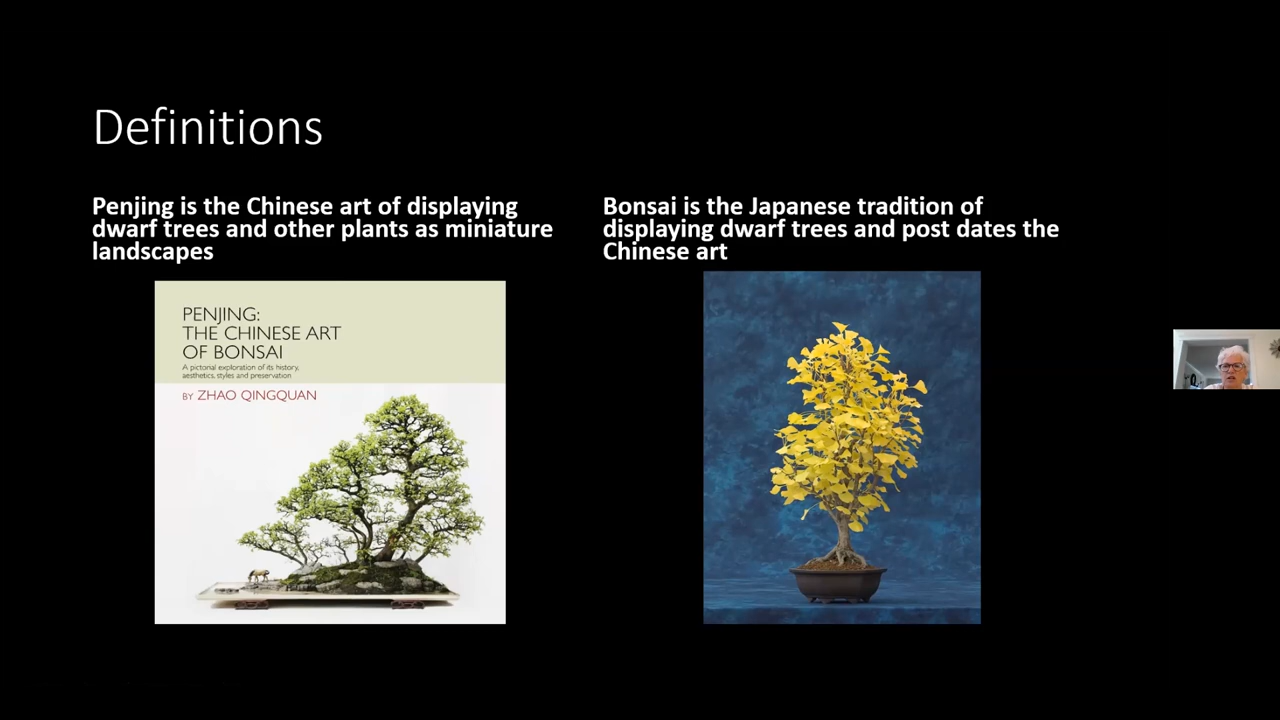 Definitions
Penjing is the Chinese art of displaying
dwarf trees and other plants as miniature
landscapes
PENJING:
THE CHINESE ART
OF BONSAI
A pictorial exploration of its history,
aesthetics, styles and preservation
BY ZHAO QINGQUAN
Bonsai is the Japanese tradition of
displaying dwarf trees and post dates the
Chinese art